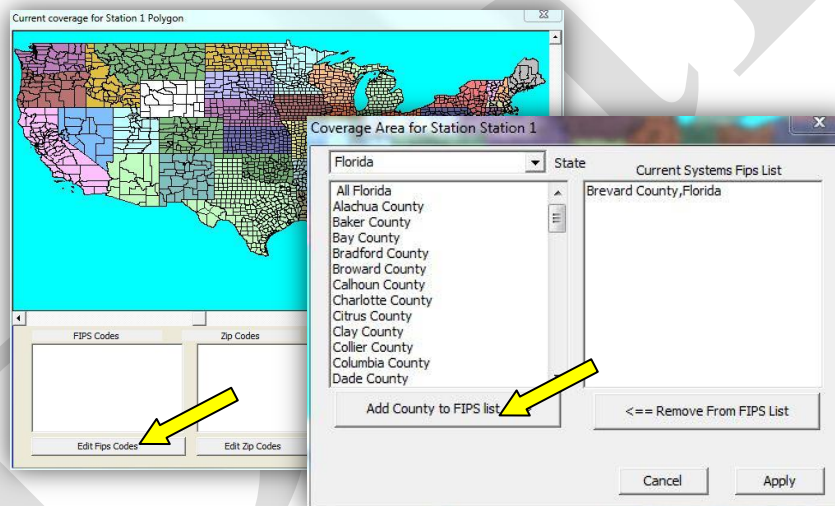 Current coverage for Station 1 Polygon
FIPS Codes
Zip Codes
Edit Fips Codes
Edit Zip Codes
Coverage Area for Station Station 1
X
Florida
State
Current Systems Fips List
All Florida
Alachua County
Baker County
Bay County
Bradford County
Broward County
Calhoun County
Charlotte County
Citrus County
Clay County
Collier County
Columbia County
Dade County
Brevard County,Florida
Add County to FIPS list
<== Remove From FIPS List
Cancel
Apply